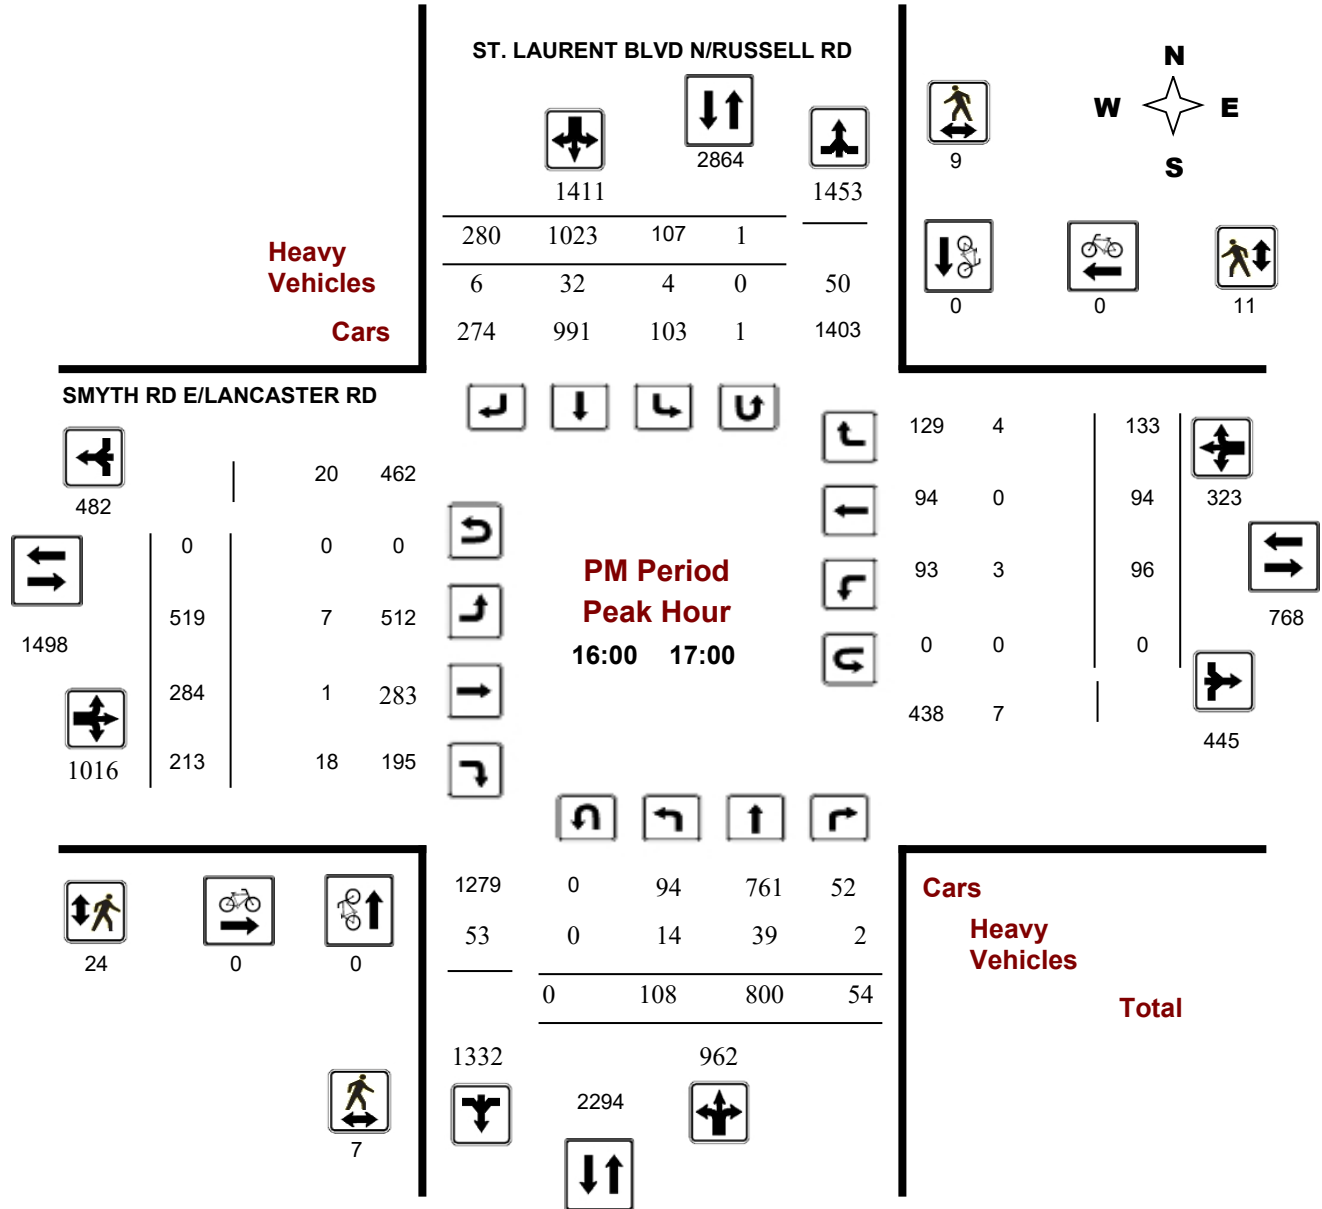 ST. LAURENT BLVD N/RUSSELL RD
N
W E
S
9
2864
1411 1453
280 1023 107 1
Heavy
Vehicles
6 32 4 0 50
0 0 11
Cars
274 991 103 1 1403
SMYTH RD E/LANCASTER RD
129 4 133
20 462
482
94 0 94 323
0 0 0
PM Period
93 3 96
Peak Hour
519 7 512
768
1498
16:00 17:00
0 0 0
284 1 283
438 7
445
1016 213 18 195
1279 0 94 761 52
Cars
53 0 14 39 2
Heavy
Vehicles
24 0 0
0 108 800 54
Total
1332 962
2294
7